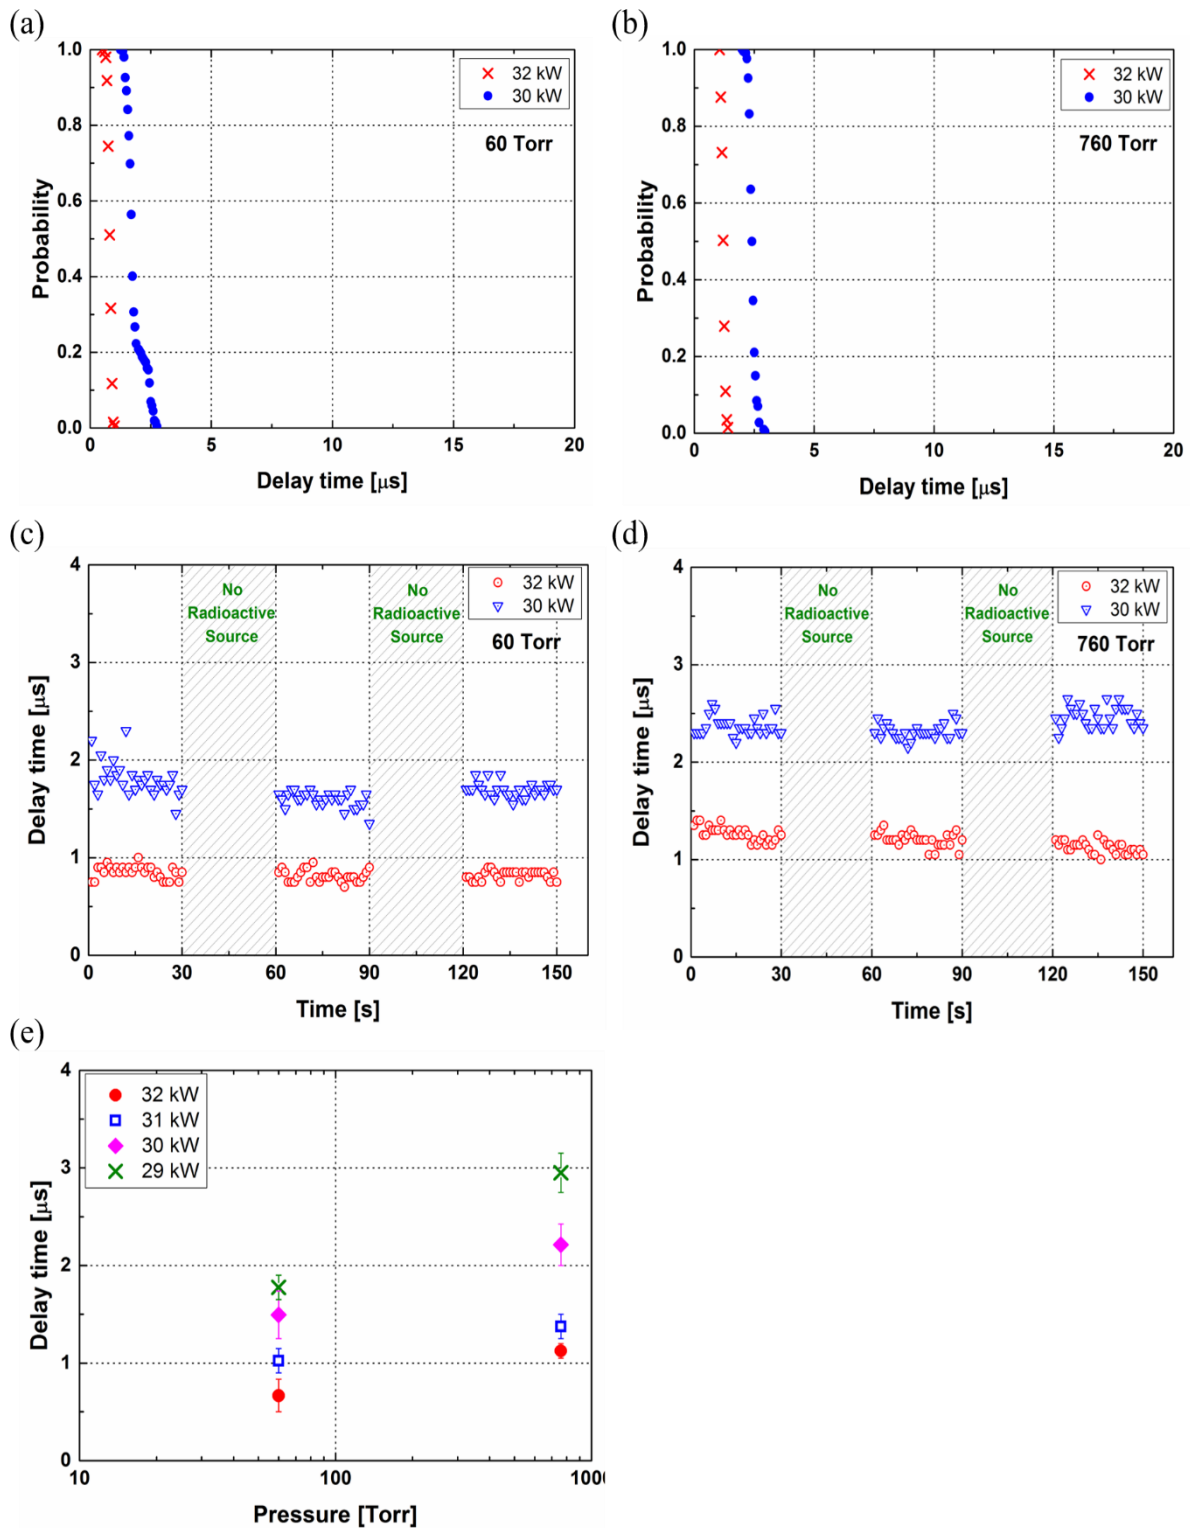 (a)
1.0
0.8
0.6
0.4
0.2
0.0
Probability
32 kW
30 kW
60 Torr
0 5 10 15 20
Delay time [μs]
(b)
1.0
0.8
0.6
0.4
0.2
0.0
Probability
32 kW
30 kW
760 Torr
0 5 10 15 20
Delay time [μs]
(c)
4
3
2
1
0
Delay time [μs]
No
Radioactive
Source
No
Radioactive
Source
32 kW
30 kW
60 Torr
0 30 60 90 120 150
Time [s]
(d)
4
3
2
1
0
Delay time [μs]
No
Radioactive
Source
No
Radioactive
Source
32 kW
30 kW
760 Torr
0 30 60 90 120 150
Time [s]
(e)
4
3
2
1
0
Delay time [μs]
32 kW
31 kW
30 kW
29 kW
10 100 1000
Pressure [Torr]